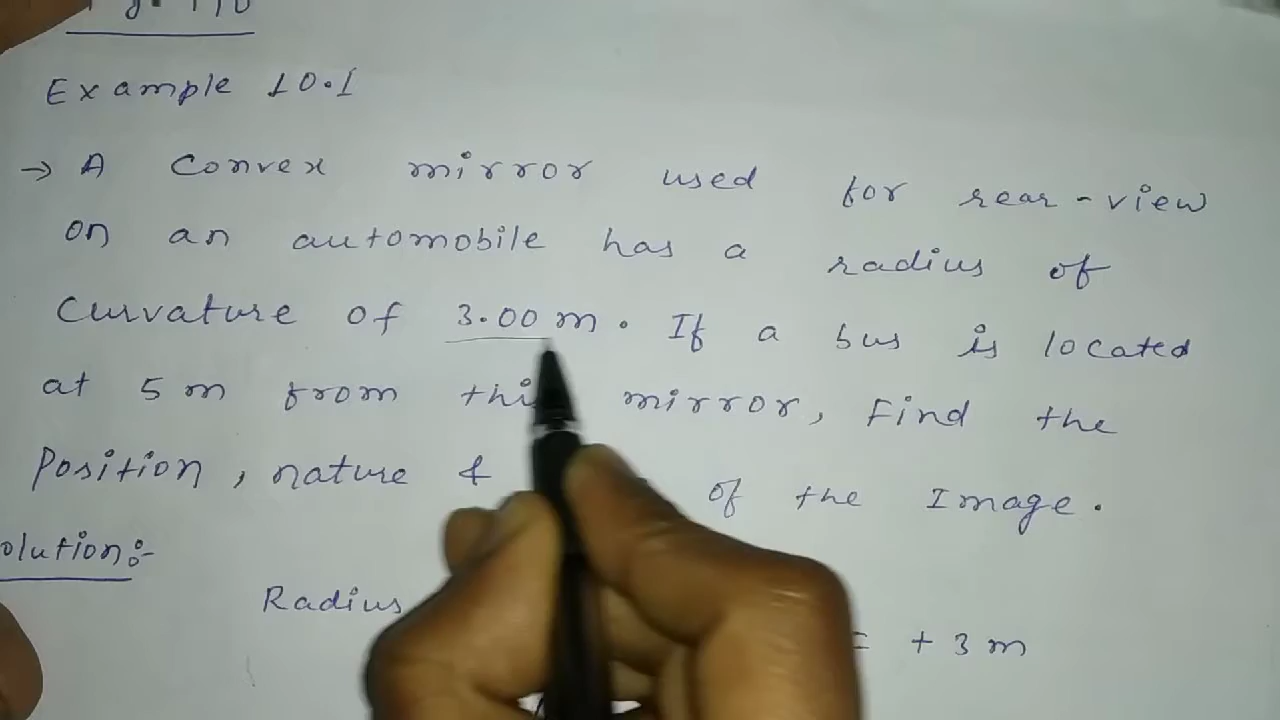 Example 10.1
→ A Convex mirror used for rear-view
on an automobile has a radius of
Curvature of 3.00 m. If a bus is located
at 5 m from this mirror, Find the
Position, nature & of the Image.
olution:-
Radius = + 3 m